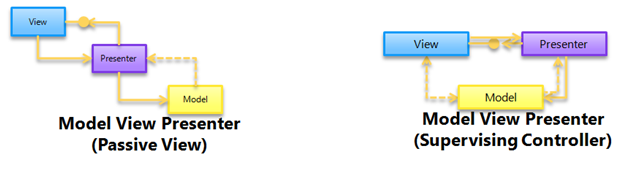 View
Presenter
Model
Model View Presenter
(Passive View)
View
Presenter
Model
Model View Presenter
(Supervising Controller)